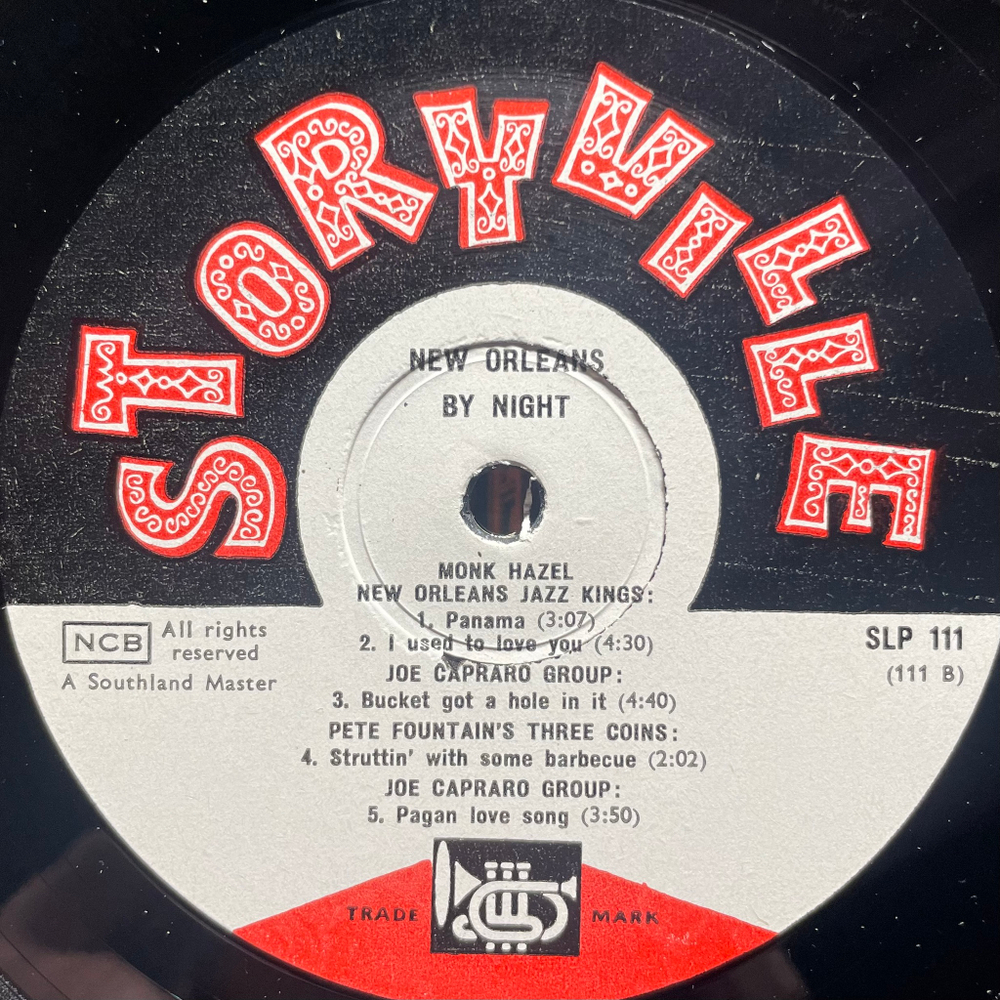 STORYVILLE
NEW ORLEANS
BY NIGHT
MONK HAZEL
NEW ORLEANS JAZZ KINGS:
1. Panama (3:07)
2. I used to love you (4:30)
JOE CAPRARO GROUP:
3. Bucket got a hole in it (4:40)
PETE FOUNTAIN'S THREE COINS:
4. Struttin' with some barbecue (2:02)
JOE CAPRARO GROUP:
5. Pagan love song (3:50)
NCB
All rights
reserved
A Southland Master
SLP 111
(111 B)
TRADE MARK